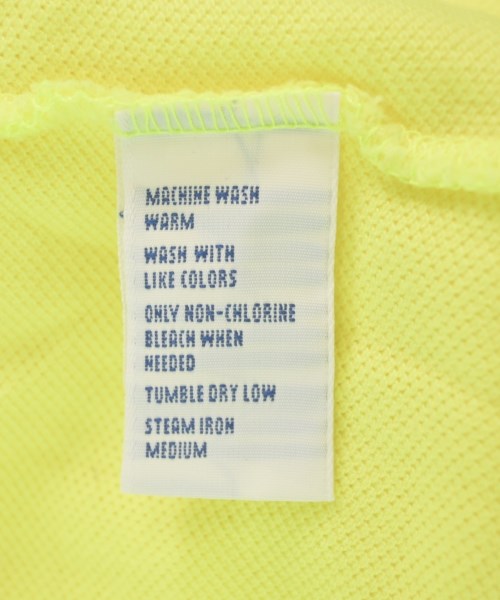 MACHINE WASH
WARM
WASH WITH
LIKE COLORS
ONLY NON-CHLORINE
BLEACH WHEN
NEEDED
TUMBLE DRY LOW
STEAM IRON
MEDIUM